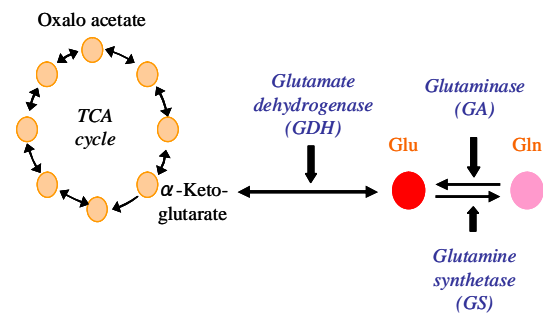 Oxalo acetate
TCA
cycle
α-Keto-
glutarate
Glutamate
dehydrogenase
(GDH)
Glu
Glutaminase
(GA)
Gln
Glutamine
synthetase
(GS)